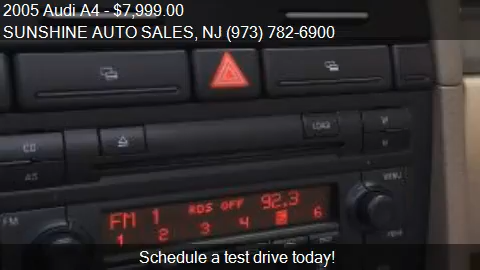 2005 Audi A4 - $7,999.00
SUNSHINE AUTO SALES, NJ (973) 782-6900
LOAD
CD
AS
MENU
FM
RDS OFF 92.3
FM 1
1 2 3 4 5 6
Schedule a test drive today!